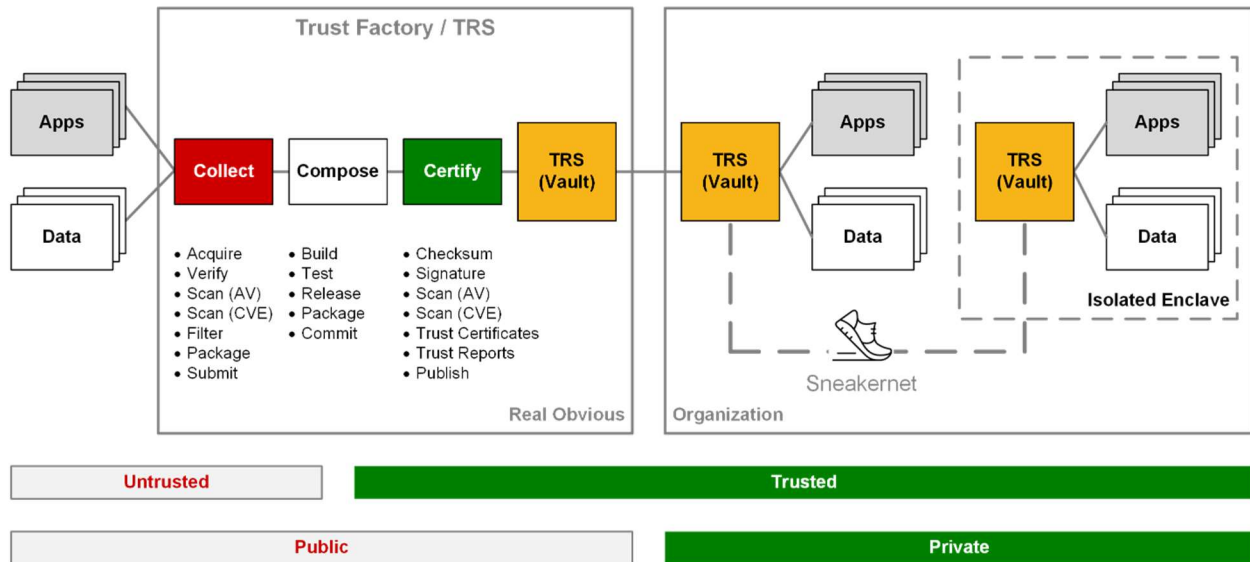 Trust Factory / TRS
Apps
Data
Collect
Compose
Certify
TRS
(Vault)
• Acquire
• Verify
• Scan (AV)
• Scan (CVE)
• Filter
• Package
• Submit
• Build
• Test
• Release
• Package
• Commit
• Checksum
• Signature
• Scan (AV)
• Scan (CVE)
• Trust Certificates
• Trust Reports
• Publish
Real Obvious
TRS
(Vault)
Apps
Data
TRS
(Vault)
Apps
Data
Isolated Enclave
Sneakernet
Organization
Untrusted
Trusted
Public
Private